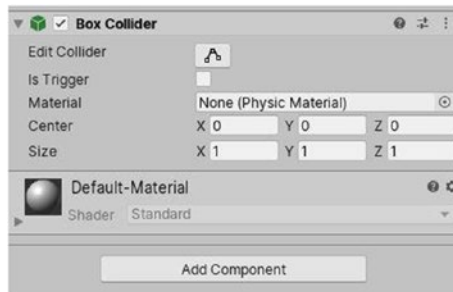 Box Collider
Edit Collider
Is Trigger
Material None (Physic Material)
Center X 0 Y 0 Z 0
Size X 1 Y 1 Z 1
Default-Material
Shader Standard
Add Component